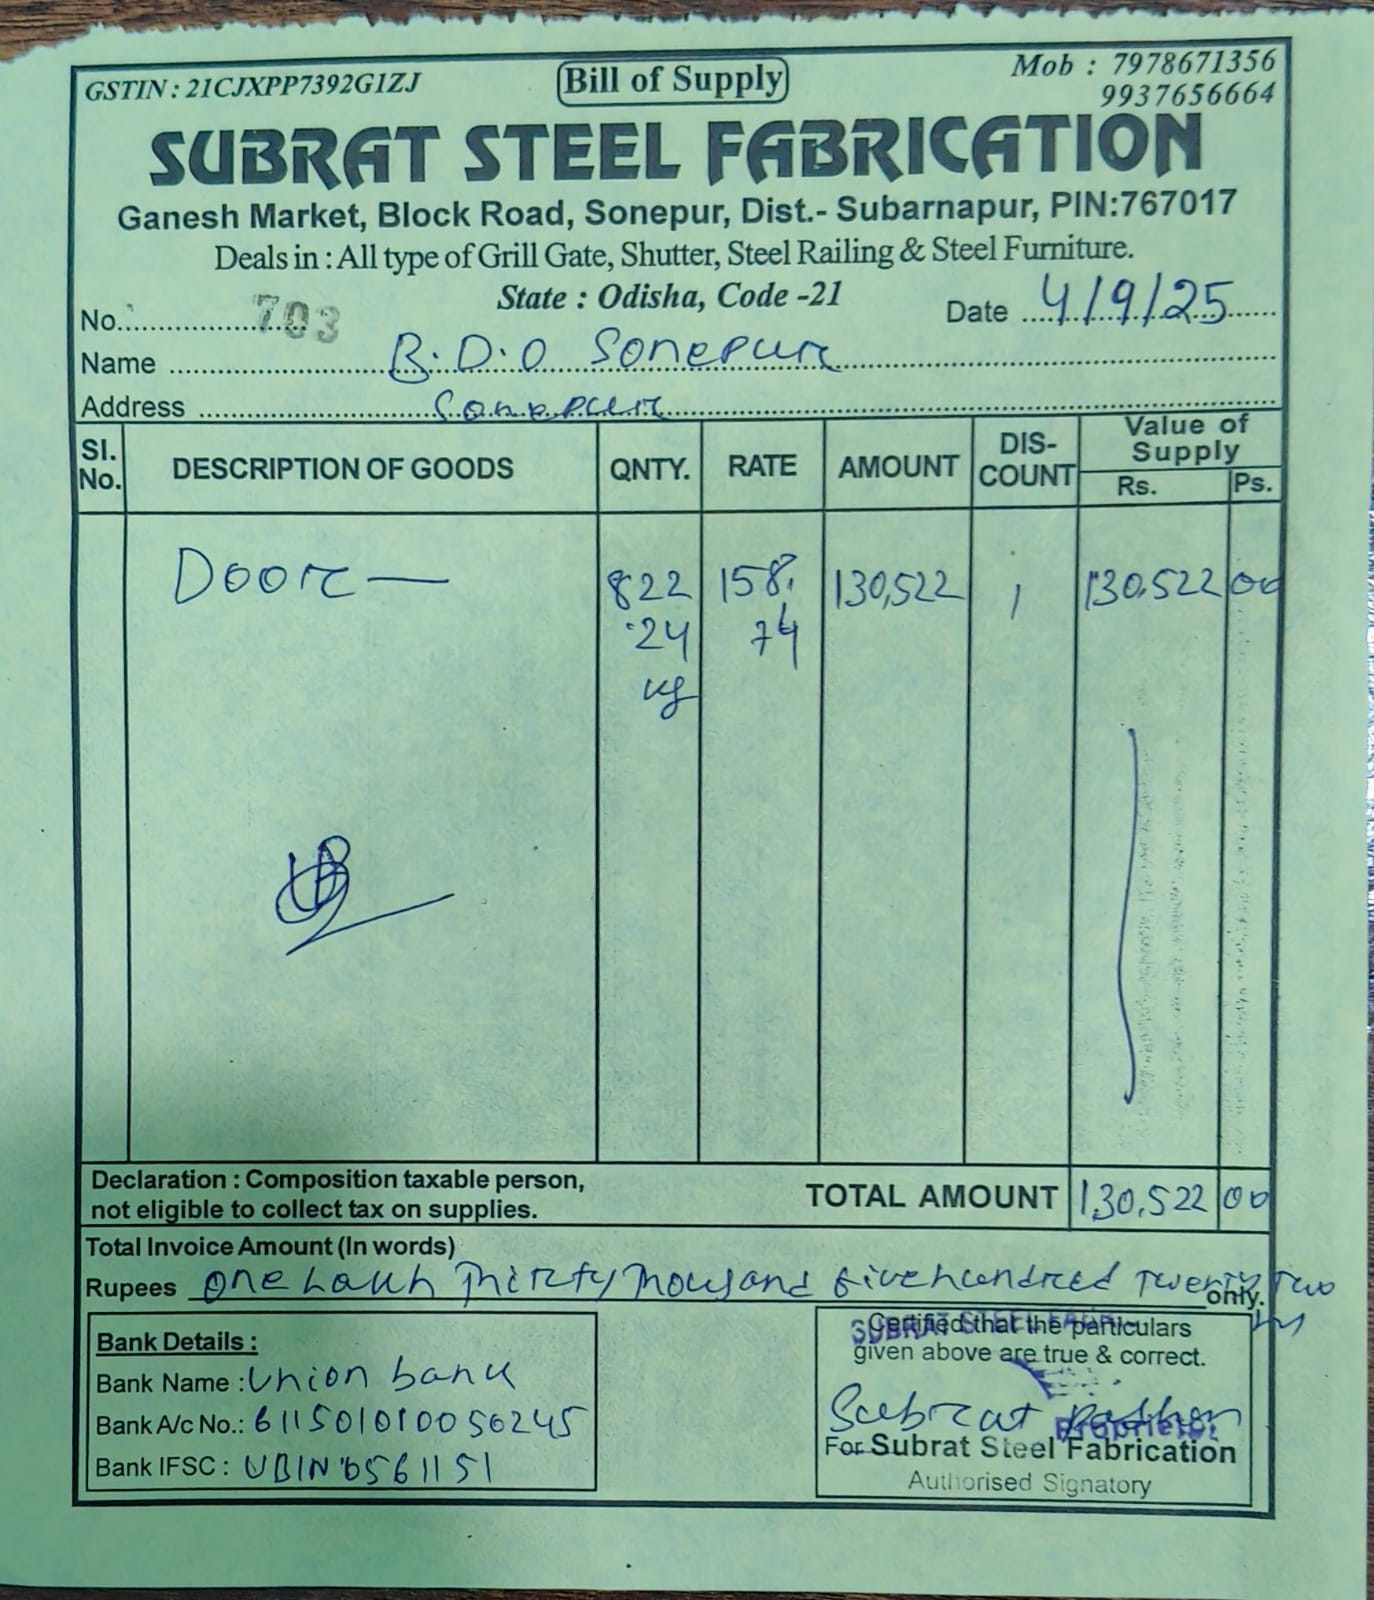 GSTIN : 21CJXPP7392G1ZJ
Bill of Supply
Mob : 7978671356
9937656664
SUBRAT STEEL FABRICATION
Ganesh Market, Block Road, Sonepur, Dist.- Subarnapur, PIN:767017
Deals in : All type of Grill Gate, Shutter, Steel Railing & Steel Furniture.
State : Odisha, Code -21
No. 703
Date 4/9/25
Name B.D.O Sonepur
Address Sonepur
Sl. No. DESCRIPTION OF GOODS QNTY. RATE AMOUNT DIS-COUNT Value of Supply Rs. Ps.
Door — 822.24 kg 158.74 130,522 / 130,522 00
Declaration : Composition taxable person,
not eligible to collect tax on supplies.
TOTAL AMOUNT 1,30,522 00
Total Invoice Amount (In words)
Rupees One Lakh Thirty Thousand five hundred Twenty Two only.
Bank Details :
Bank Name : Union bank
Bank A/c No.: 611501010050245
Bank IFSC : UBIN0561151
SUBRAT STEEL FABRI
Certified that the particulars
given above are true & correct.
Subrat
Proprietor
For Subrat Steel Fabrication
Authorised Signatory